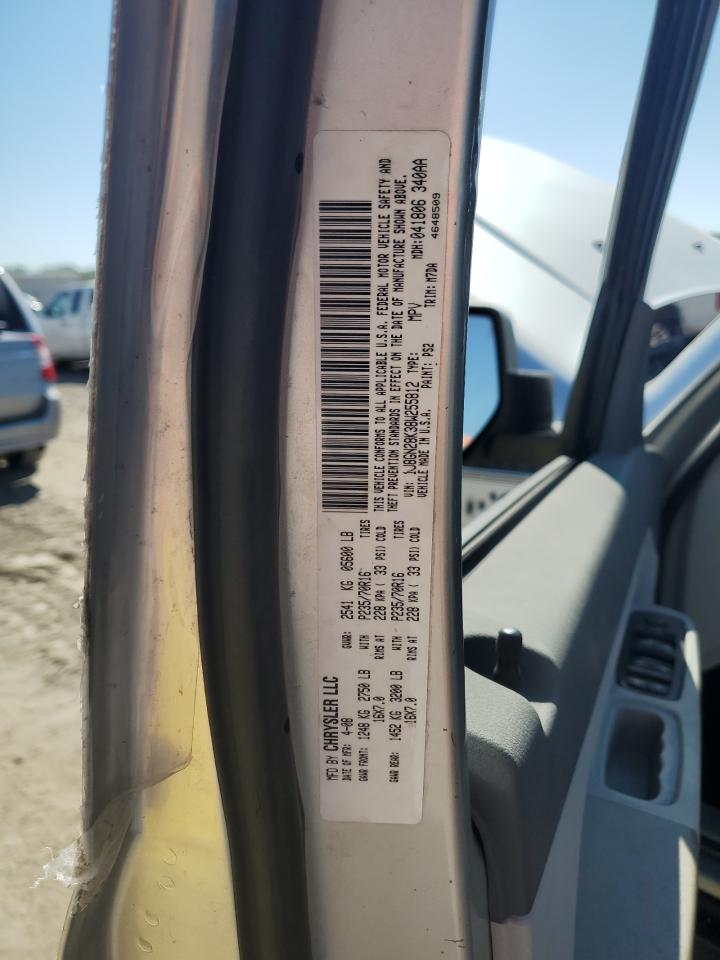 MFD BY CHRYSLER LLC
DATE OF MFR: 4-08 GVWR: 2541 KG 05600 LB
GAWR FRONT: 1248 KG 2750 LB WITH P235/70R16 TIRES
16X7.0 RIMS AT 228 KPA ( 33 PSI) COLD
GAWR REAR: 1452 KG 3200 LB WITH P235/70R16 TIRES
16X7.0 RIMS AT 228 KPA ( 33 PSI) COLD
THIS VEHICLE CONFORMS TO ALL APPLICABLE U.S.A. FEDERAL MOTOR VEHICLE SAFETY AND
THEFT PREVENTION STANDARDS IN EFFECT ON THE DATE OF MANUFACTURE SHOWN ABOVE.
VIN: 1J8GN28K38W255812 TYPE: MPV MDH: 041806 340AA
VEHICLE MADE IN U.S.A. PAINT: PS2 TRIM: M7DA 4648509